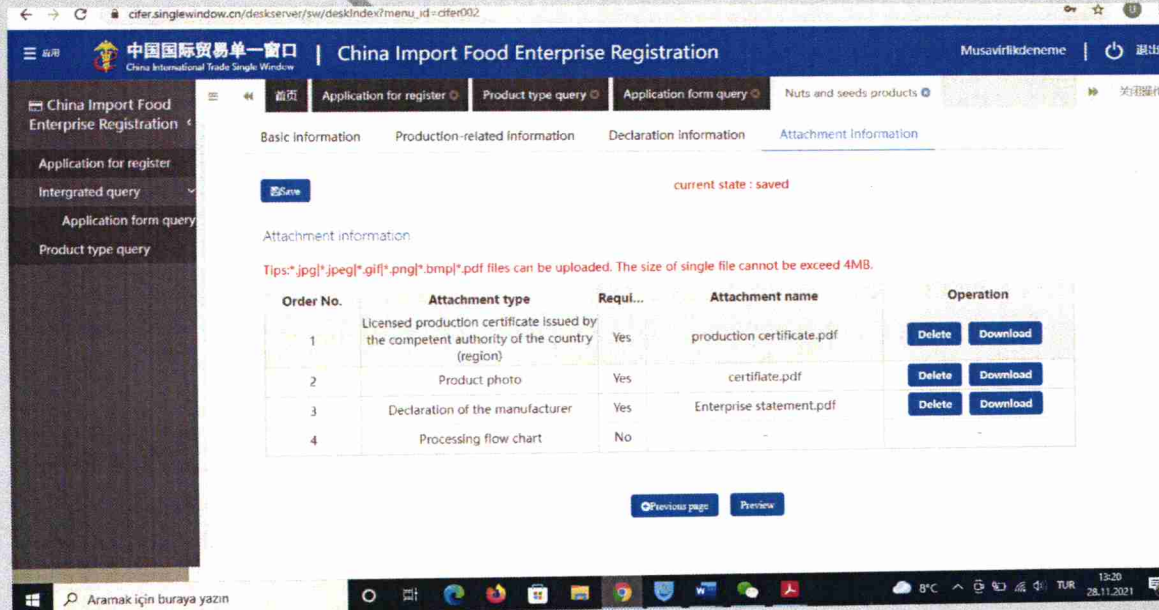 cifer.singlewindow.cn/deskserver/sw/deskIndex?menu_id=cifer002
应用
中国国际贸易单一窗口 | China Import Food Enterprise Registration
China International Trade Single Window
Musavirlikdeneme | 退出
China Import Food Enterprise Registration
Application for register
Intergrated query
Application form query
Product type query
首页
Application for register
Product type query
Application form query
Nuts and seeds products
Basic information
Production-related information
Declaration information
Attachment Information
Save
current state : saved
Attachment information
Tips:*.jpg|*.jpeg|*.gif|*.png|*.bmp|*.pdf files can be uploaded. The size of single file cannot be exceed 4MB.
Order No. Attachment type Requi... Attachment name Operation
1 Licensed production certificate issued by the competent authority of the country (region) Yes production certificate.pdf Delete Download
2 Product photo Yes certifiate.pdf Delete Download
3 Declaration of the manufacturer Yes Enterprise statement.pdf Delete Download
4 Processing flow chart No - -
Previous page
Preview
Aramak için buraya yazın
8°C
TUR
13:20
28.11.2021